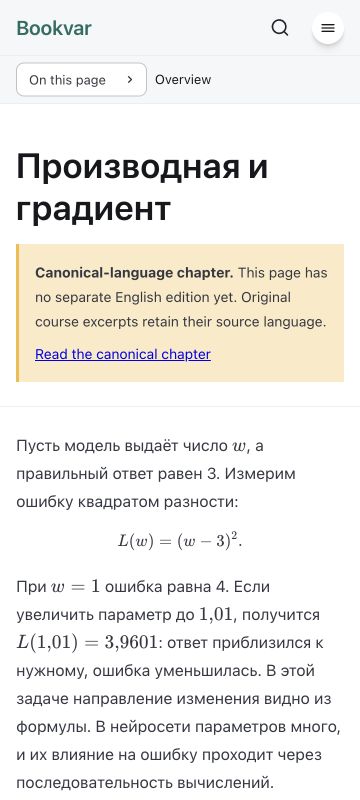 Bookvar
On this page
Overview
Производная и
градиент
Canonical-language chapter. This page has
no separate English edition yet. Original
course excerpts retain their source language.
Read the canonical chapter
Пусть модель выдаёт число w, а
правильный ответ равен 3. Измерим
ошибку квадратом разности:
L(w) = (w − 3)².
При w = 1 ошибка равна 4. Если
увеличить параметр до 1,01, получится
L(1,01) = 3,9601: ответ приблизился к
нужному, ошибка уменьшилась. В этой
задаче направление изменения видно из
формулы. В нейросети параметров много,
и их влияние на ошибку проходит через
последовательность вычислений.